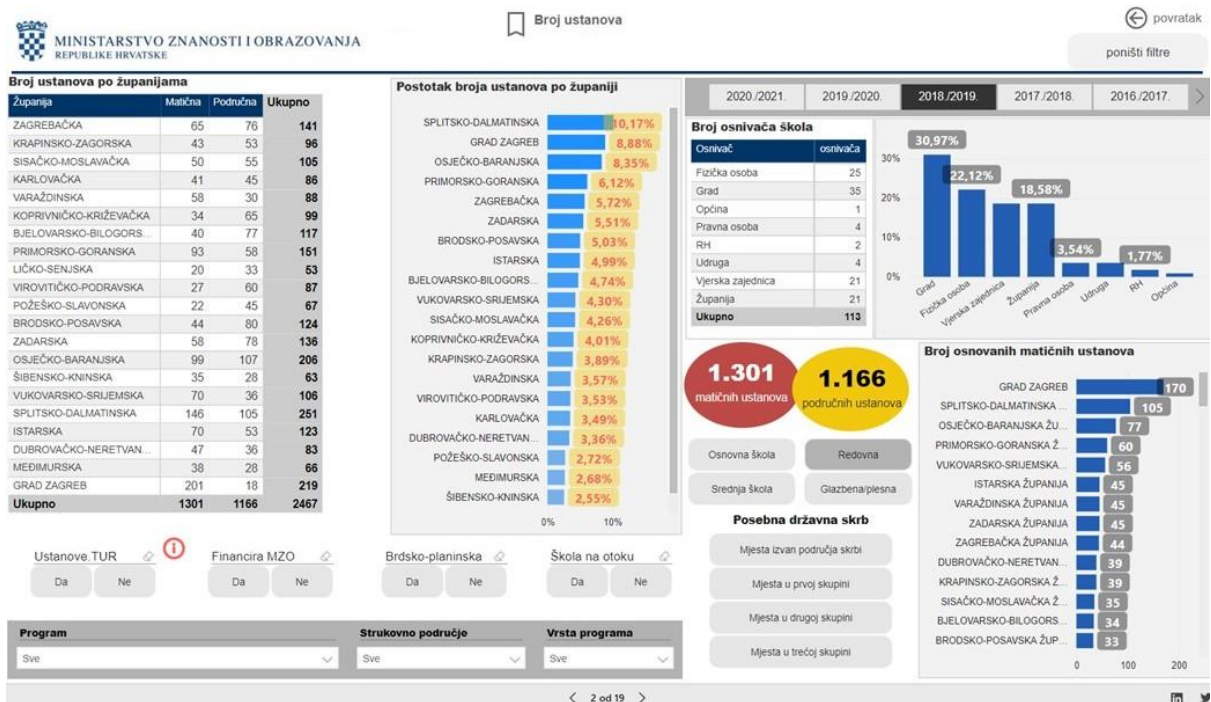 MINISTARSTVO ZNANOSTI I OBRAZOVANJA
REPUBLIKE HRVATSKE
Broj ustanova
povratak
poništi filtre
Broj ustanova po županijama
Županija Matična Područna Ukupno
ZAGREBAČKA 65 76 141
KRAPINSKO-ZAGORSKA 43 53 96
SISAČKO-MOSLAVAČKA 50 55 105
KARLOVAČKA 41 45 86
VARAŽDINSKA 58 30 88
KOPRIVNIČKO-KRIŽEVAČKA 34 65 99
BJELOVARSKO-BILOGORS... 40 77 117
PRIMORSKO-GORANSKA 93 58 151
LIČKO-SENJSKA 20 33 53
VIROVITIČKO-PODRAVSKA 27 60 87
POŽEŠKO-SLAVONSKA 22 45 67
BRODSKO-POSAVSKA 44 80 124
ZADARSKA 58 78 136
OSJEČKO-BARANJSKA 99 107 206
ŠIBENSKO-KNINSKA 35 28 63
VUKOVARSKO-SRIJEMSKA 70 36 106
SPLITSKO-DALMATINSKA 146 105 251
ISTARSKA 70 53 123
DUBROVAČKO-NERETVAN... 47 36 83
MEĐIMURSKA 38 28 66
GRAD ZAGREB 201 18 219
Ukupno 1301 1166 2467
Postotak broja ustanova po županiji
SPLITSKO-DALMATINSKA 10,17%
GRAD ZAGREB 8,88%
OSJEČKO-BARANJSKA 8,35%
PRIMORSKO-GORANSKA 6,12%
ZAGREBAČKA 5,72%
ZADARSKA 5,51%
BRODSKO-POSAVSKA 5,03%
ISTARSKA 4,99%
BJELOVARSKO-BILOGORS... 4,74%
VUKOVARSKO-SRIJEMSKA 4,30%
SISAČKO-MOSLAVAČKA 4,26%
KOPRIVNIČKO-KRIŽEVAČKA 4,01%
KRAPINSKO-ZAGORSKA 3,89%
VARAŽDINSKA 3,57%
VIROVITIČKO-PODRAVSKA 3,53%
KARLOVAČKA 3,49%
DUBROVAČKO-NERETVAN... 3,36%
POŽEŠKO-SLAVONSKA 2,72%
MEĐIMURSKA 2,68%
ŠIBENSKO-KNINSKA 2,55%
0% 10%
2020./2021. 2019./2020. 2018./2019. 2017./2018. 2016./2017.
Broj osnivača škola
Osnivač osnivača
Fizička osoba 25
Grad 35
Općina 1
Pravna osoba 4
RH 2
Udruga 4
Vjerska zajednica 21
Županija 21
Ukupno 113
30,97%
22,12%
18,58%
3,54%
1,77%
30%
20%
10%
0%
Grad
Fizička osoba
Vjerska zajednica
Županija
Pravna osoba
Udruga
RH
Općina
1.301
matičnih ustanova
1.166
područnih ustanova
Osnovna škola Redovna
Srednja škola Glazbena/plesna
Posebna državna skrb
Mjesta izvan područja skrbi
Mjesta u prvoj skupini
Mjesta u drugoj skupini
Mjesta u trećoj skupini
Broj osnovanih matičnih ustanova
GRAD ZAGREB 170
SPLITSKO-DALMATINSKA ... 105
OSJEČKO-BARANJSKA ŽU... 77
PRIMORSKO-GORANSKA Ž... 60
VUKOVARSKO-SRIJEMSKA... 56
ISTARSKA ŽUPANIJA 45
VARAŽDINSKA ŽUPANIJA 45
ZADARSKA ŽUPANIJA 45
ZAGREBAČKA ŽUPANIJA 44
DUBROVAČKO-NERETVAN... 39
KRAPINSKO-ZAGORSKA Ž... 39
SISAČKO-MOSLAVAČKA Ž... 35
BJELOVARSKO-BILOGORS... 34
BRODSKO-POSAVSKA ŽUP... 33
0 100 200
Ustanove.TUR
Da Ne
Financira MZO
Da Ne
Brdsko-planinska
Da Ne
Škola na otoku
Da Ne
Program
Sve
Strukovno područje
Sve
Vrsta programa
Sve
2 od 19